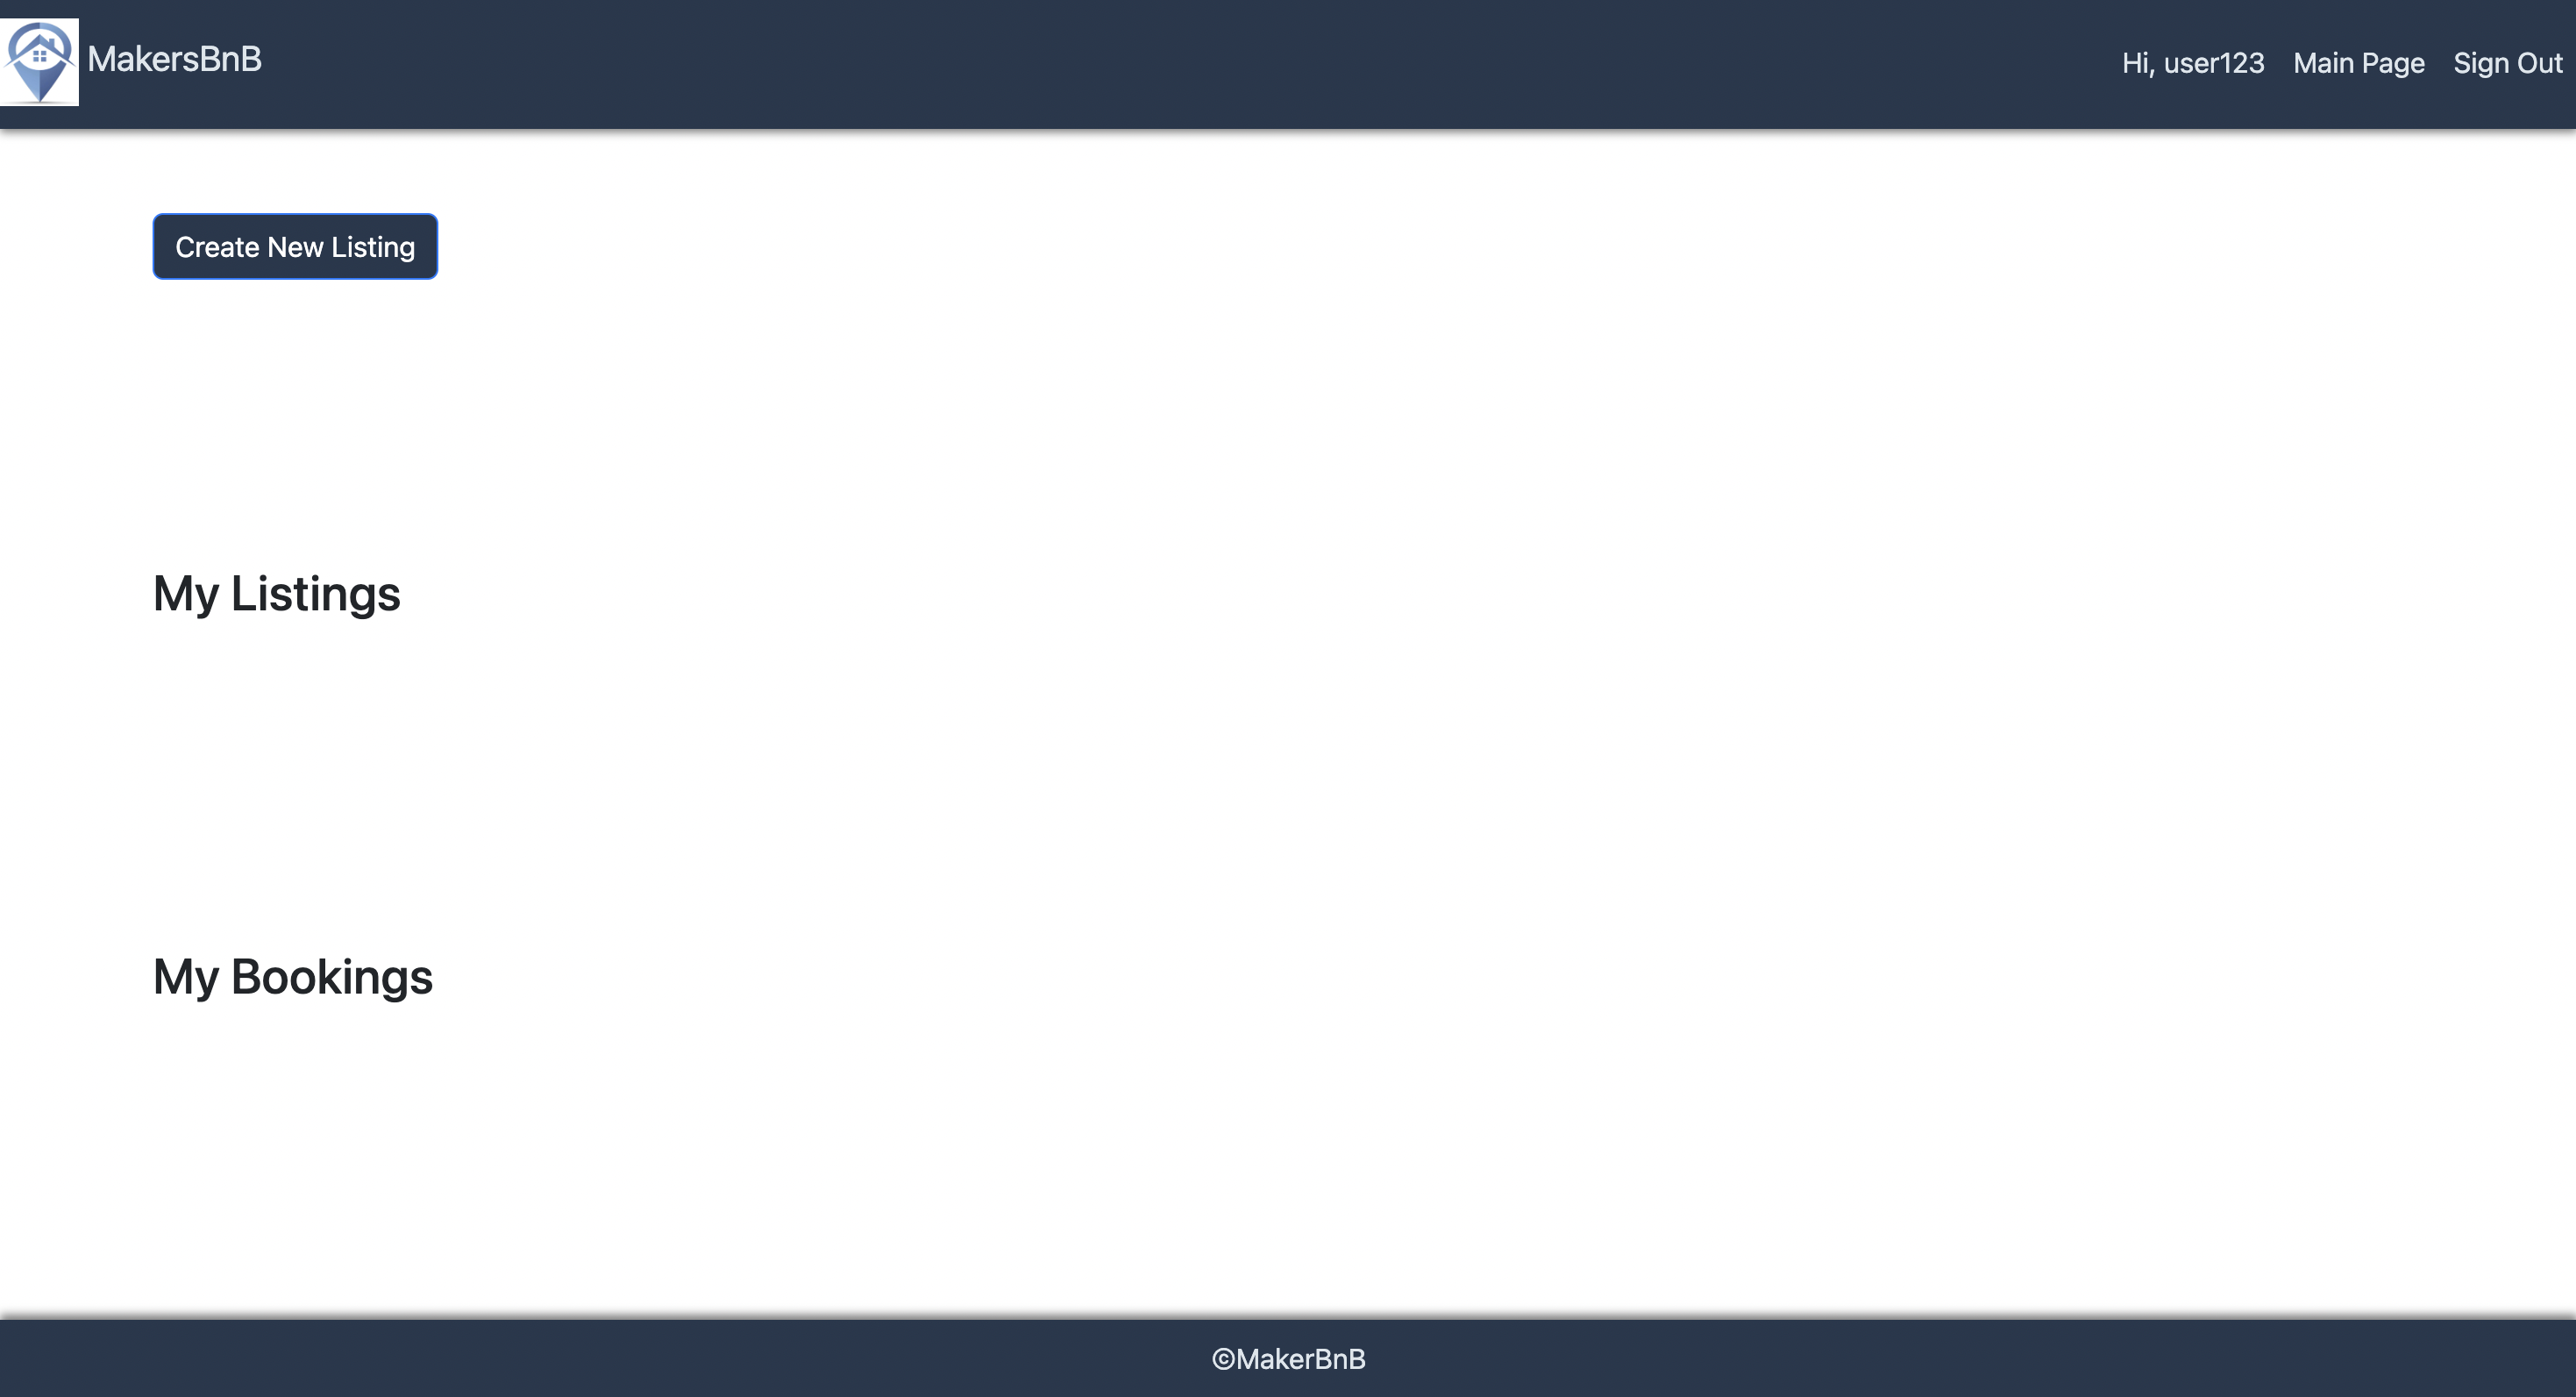 MakersBnB
Hi, user123 Main Page Sign Out
Create New Listing
My Listings
My Bookings
©MakerBnB